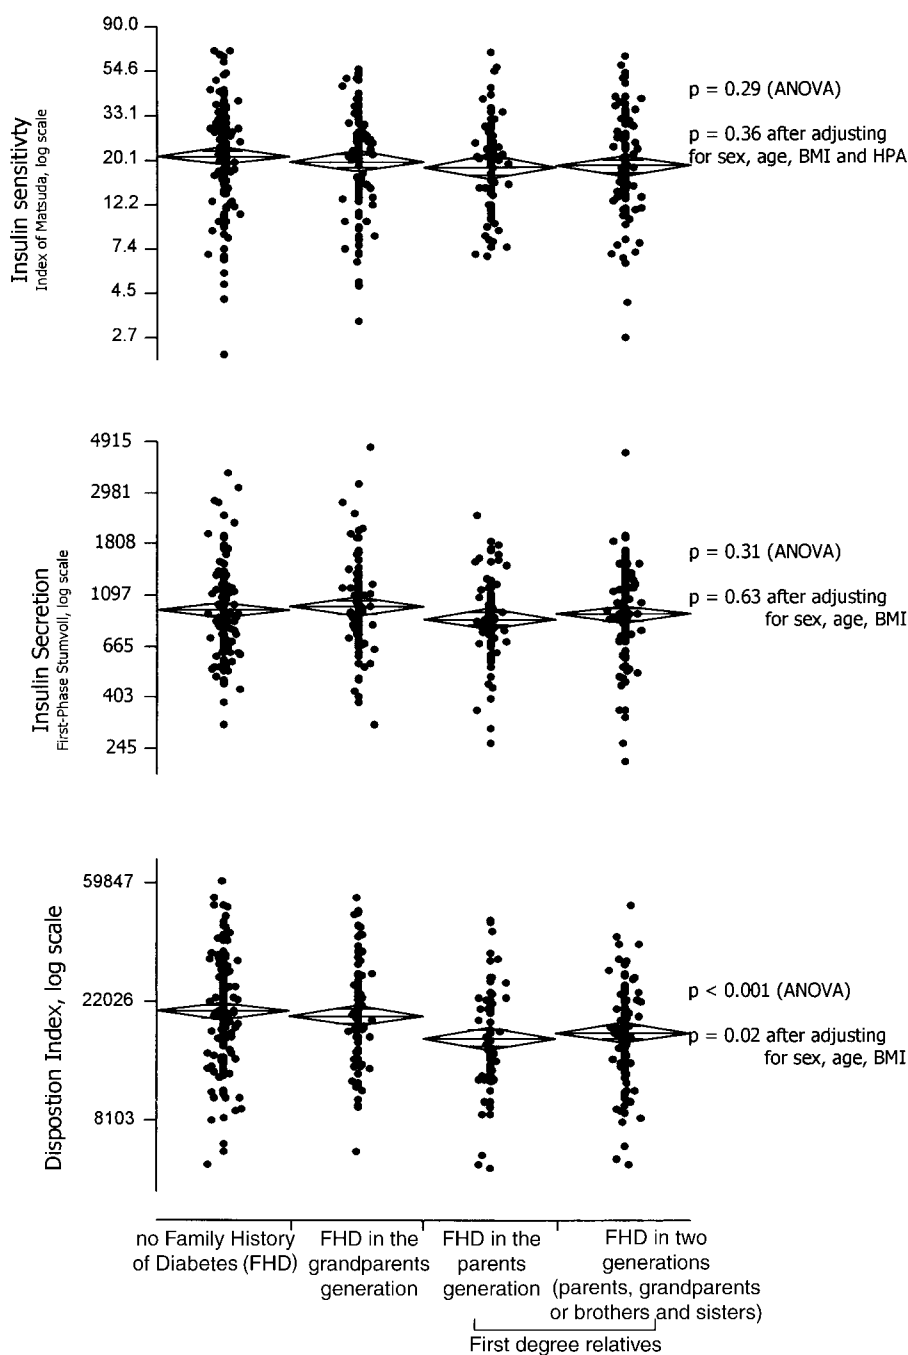 90.0
54.6
33.1
20.1
12.2
7.4
4.5
2.7
Insulin sensitivty
Index of Matsuda, log scale
p = 0.29 (ANOVA)
p = 0.36 after adjusting
for sex, age, BMI and HPA
4915
2981
1808
1097
665
403
245
Insulin Secretion
First-Phase Stumvoll, log scale
p = 0.31 (ANOVA)
p = 0.63 after adjusting
for sex, age, BMI
59847
22026
8103
Dispostion Index, log scale
p < 0.001 (ANOVA)
p = 0.02 after adjusting
for sex, age, BMI
no Family History
of Diabetes (FHD)
FHD in the
grandparents
generation
FHD in the
parents
generation
FHD in two
generations
(parents, grandparents
or brothers and sisters)
First degree relatives